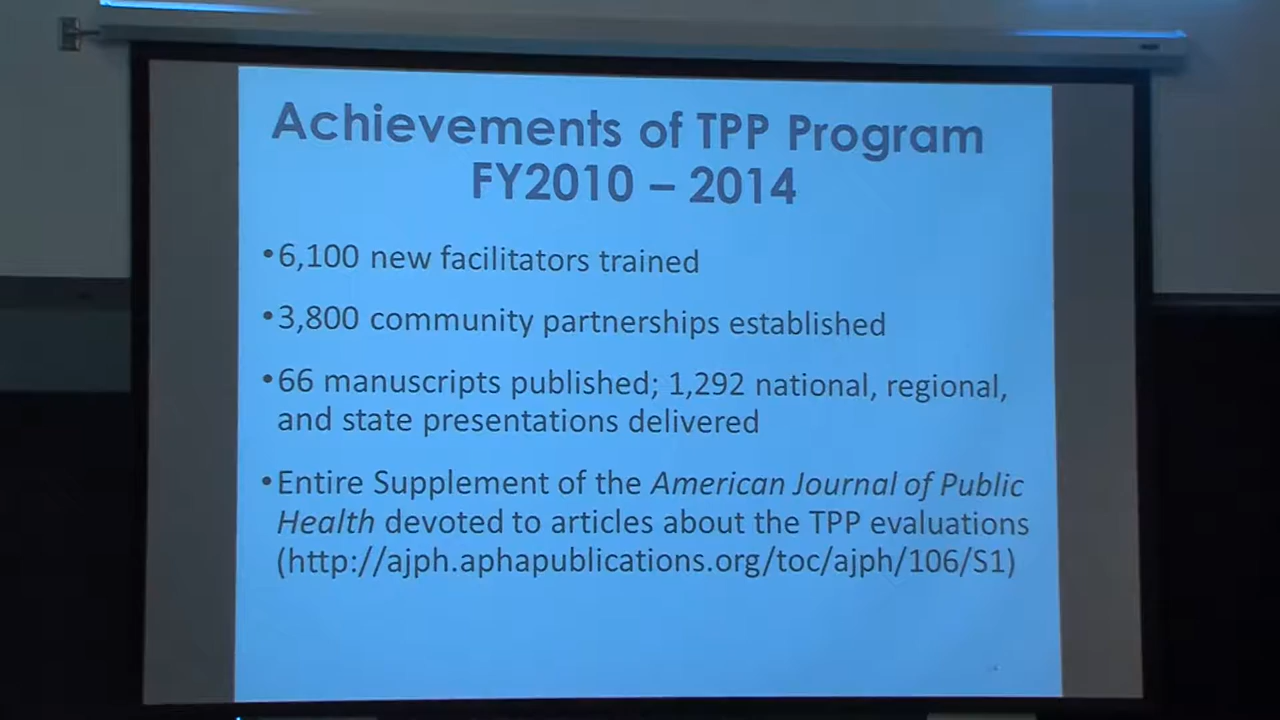 Achievements of TPP Program
FY2010 – 2014
•6,100 new facilitators trained
•3,800 community partnerships established
•66 manuscripts published; 1,292 national, regional,
and state presentations delivered
•Entire Supplement of the American Journal of Public
Health devoted to articles about the TPP evaluations
(http://ajph.aphapublications.org/toc/ajph/106/S1)